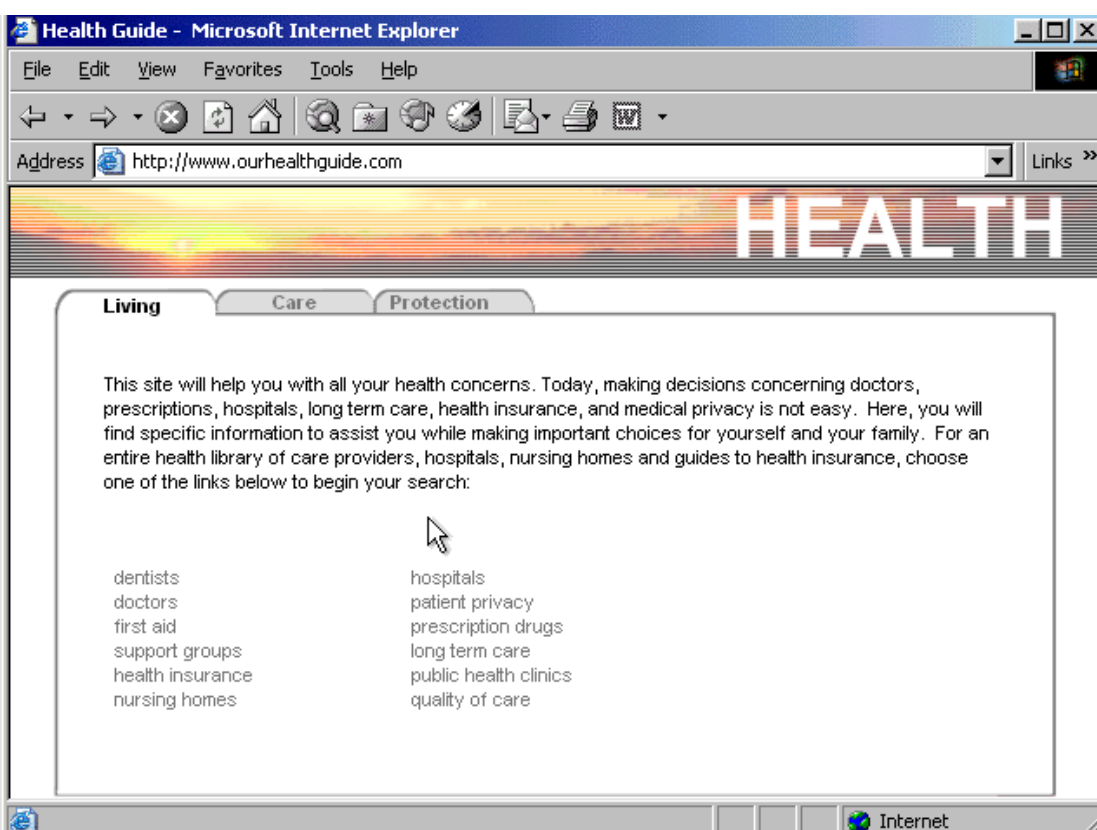 Health Guide - Microsoft Internet Explorer
File Edit View Favorites Tools Help
Address http://www.ourhealthguide.com Links »
HEALTH
Living Care Protection
This site will help you with all your health concerns. Today, making decisions concerning doctors,
prescriptions, hospitals, long term care, health insurance, and medical privacy is not easy.  Here, you will
find specific information to assist you while making important choices for yourself and your family.  For an
entire health library of care providers, hospitals, nursing homes and guides to health insurance, choose
one of the links below to begin your search:
dentists hospitals
doctors patient privacy
first aid prescription drugs
support groups long term care
health insurance public health clinics
nursing homes quality of care
Internet